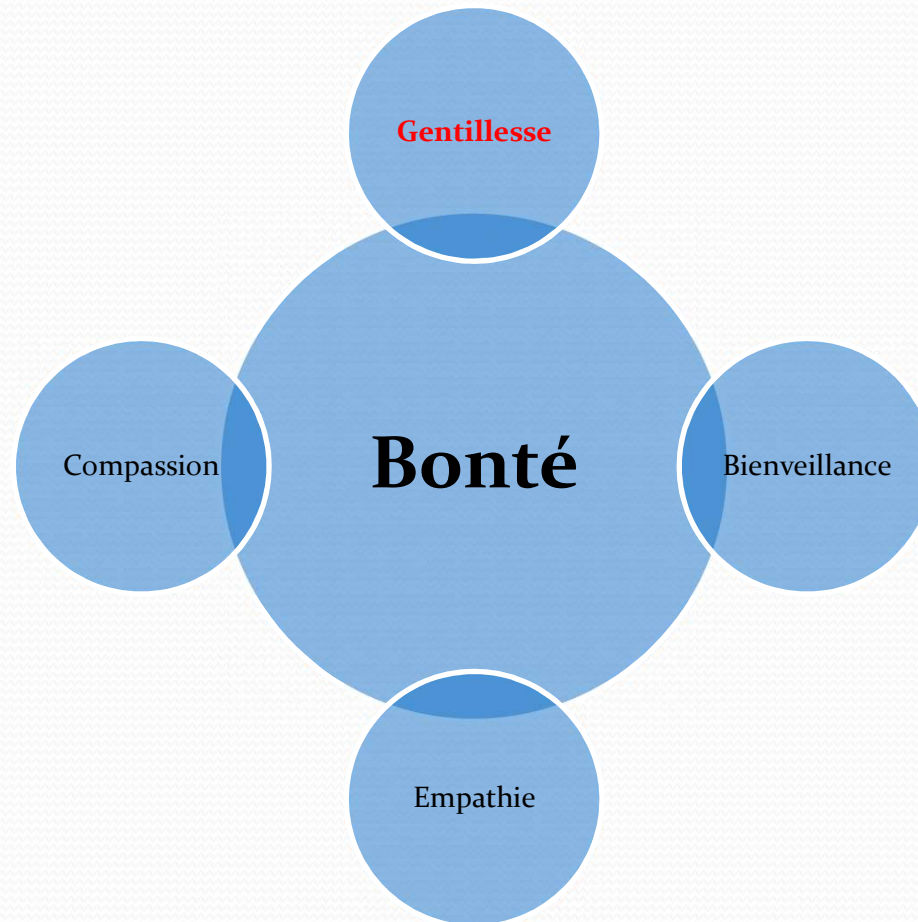 Gentillesse
Compassion
Bonté
Bienveillance
Empathie